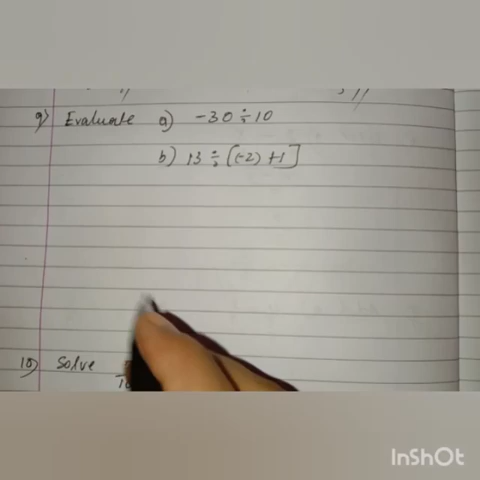 9) Evaluate a) -30 ÷ 10
b) 13 ÷ [(-2) +1]
10) Solve
InShOt